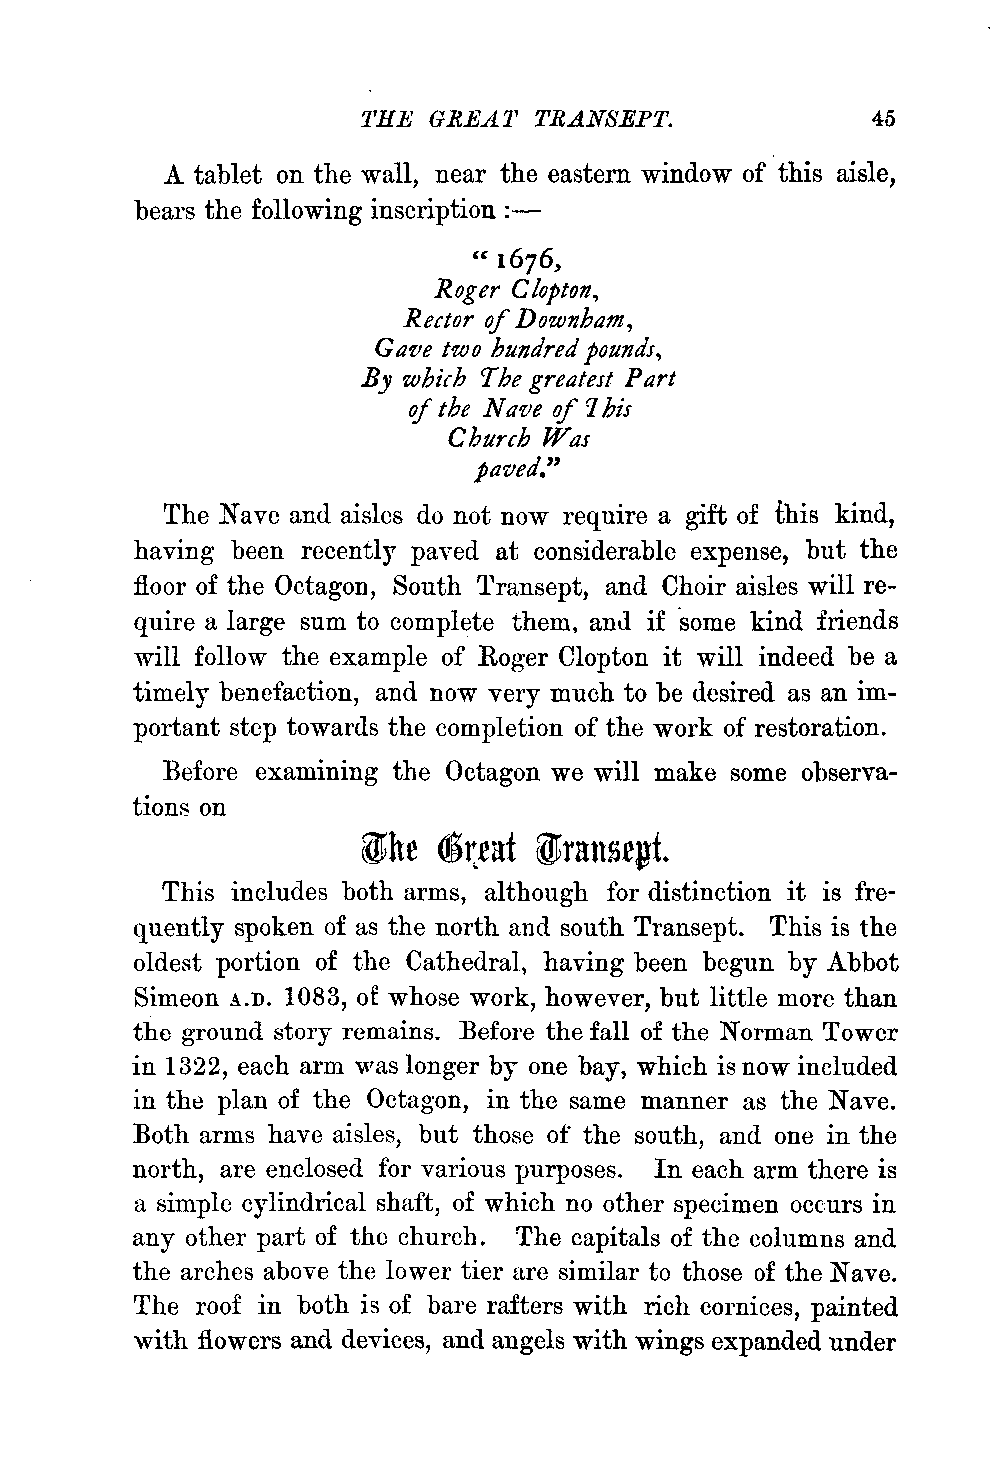 THE GREAT TRANSEPT. 45
A tablet on the wall, near the eastern window of this aisle,
bears the following inscription :—
“ 1676,
Roger Clopton,
Rector of Downham,
Gave two hundred pounds,
By which The greatest Part
of the Nave of This
Church Was
paved.”
The Nave and aisles do not now require a gift of this kind,
having been recently paved at considerable expense, but the
floor of the Octagon, South Transept, and Choir aisles will re-
quire a large sum to complete them, and if some kind friends
will follow the example of Roger Clopton it will indeed be a
timely benefaction, and now very much to be desired as an im-
portant step towards the completion of the work of restoration.
Before examining the Octagon we will make some observa-
tions on
The Great Transept.
This includes both arms, although for distinction it is fre-
quently spoken of as the north and south Transept. This is the
oldest portion of the Cathedral, having been begun by Abbot
Simeon A.D. 1083, of whose work, however, but little more than
the ground story remains. Before the fall of the Norman Tower
in 1322, each arm was longer by one bay, which is now included
in the plan of the Octagon, in the same manner as the Nave.
Both arms have aisles, but those of the south, and one in the
north, are enclosed for various purposes. In each arm there is
a simple cylindrical shaft, of which no other specimen occurs in
any other part of the church. The capitals of the columns and
the arches above the lower tier are similar to those of the Nave.
The roof in both is of bare rafters with rich cornices, painted
with flowers and devices, and angels with wings expanded under